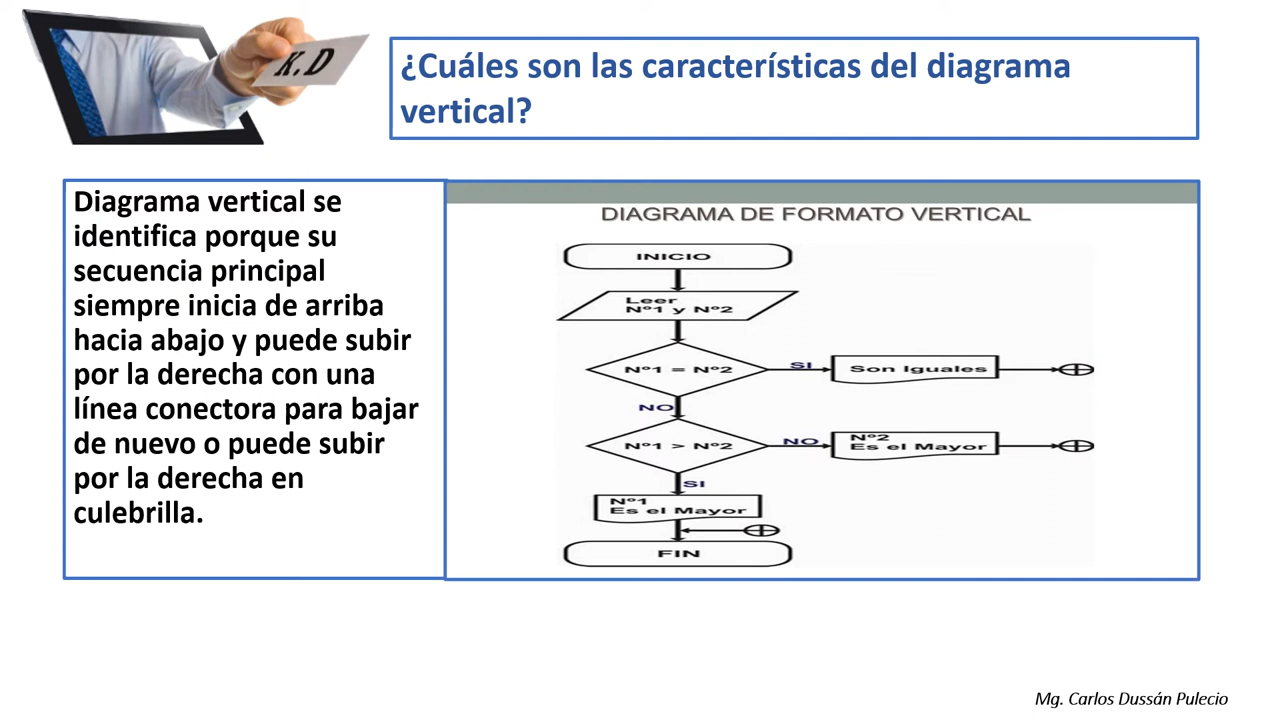 K.D
¿Cuáles son las características del diagrama
vertical?
Diagrama vertical se
identifica porque su
secuencia principal
siempre inicia de arriba
hacia abajo y puede subir
por la derecha con una
línea conectora para bajar
de nuevo o puede subir
por la derecha en
culebrilla.
DIAGRAMA DE FORMATO VERTICAL
INICIO
Leer
Nº1 y Nº2
Nº1 = Nº2
SI
Son Iguales
NO
Nº1 > Nº2
NO
Nº2
Es el Mayor
SI
Nº1
Es el Mayor
FIN
Mg. Carlos Dussán Pulecio